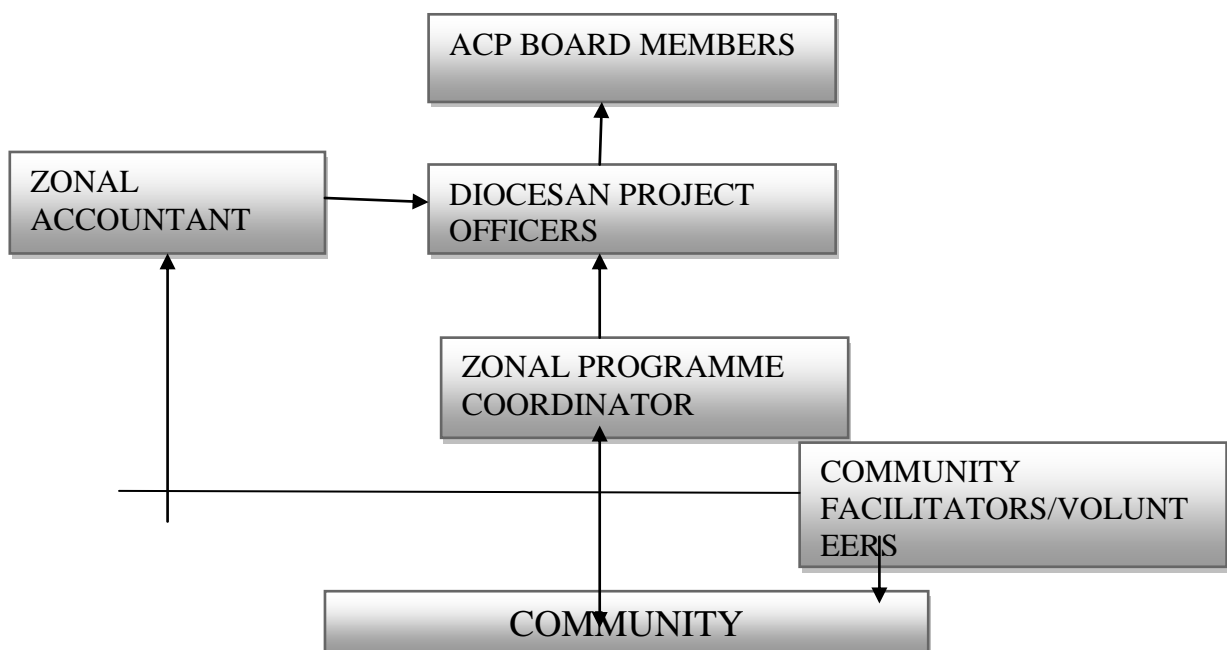 ACP BOARD MEMBERS
ZONAL
ACCOUNTANT
DIOCESAN PROJECT
OFFICERS
ZONAL PROGRAMME
COORDINATOR
COMMUNITY
FACILITATORS/VOLUNT
EERS
COMMUNITY